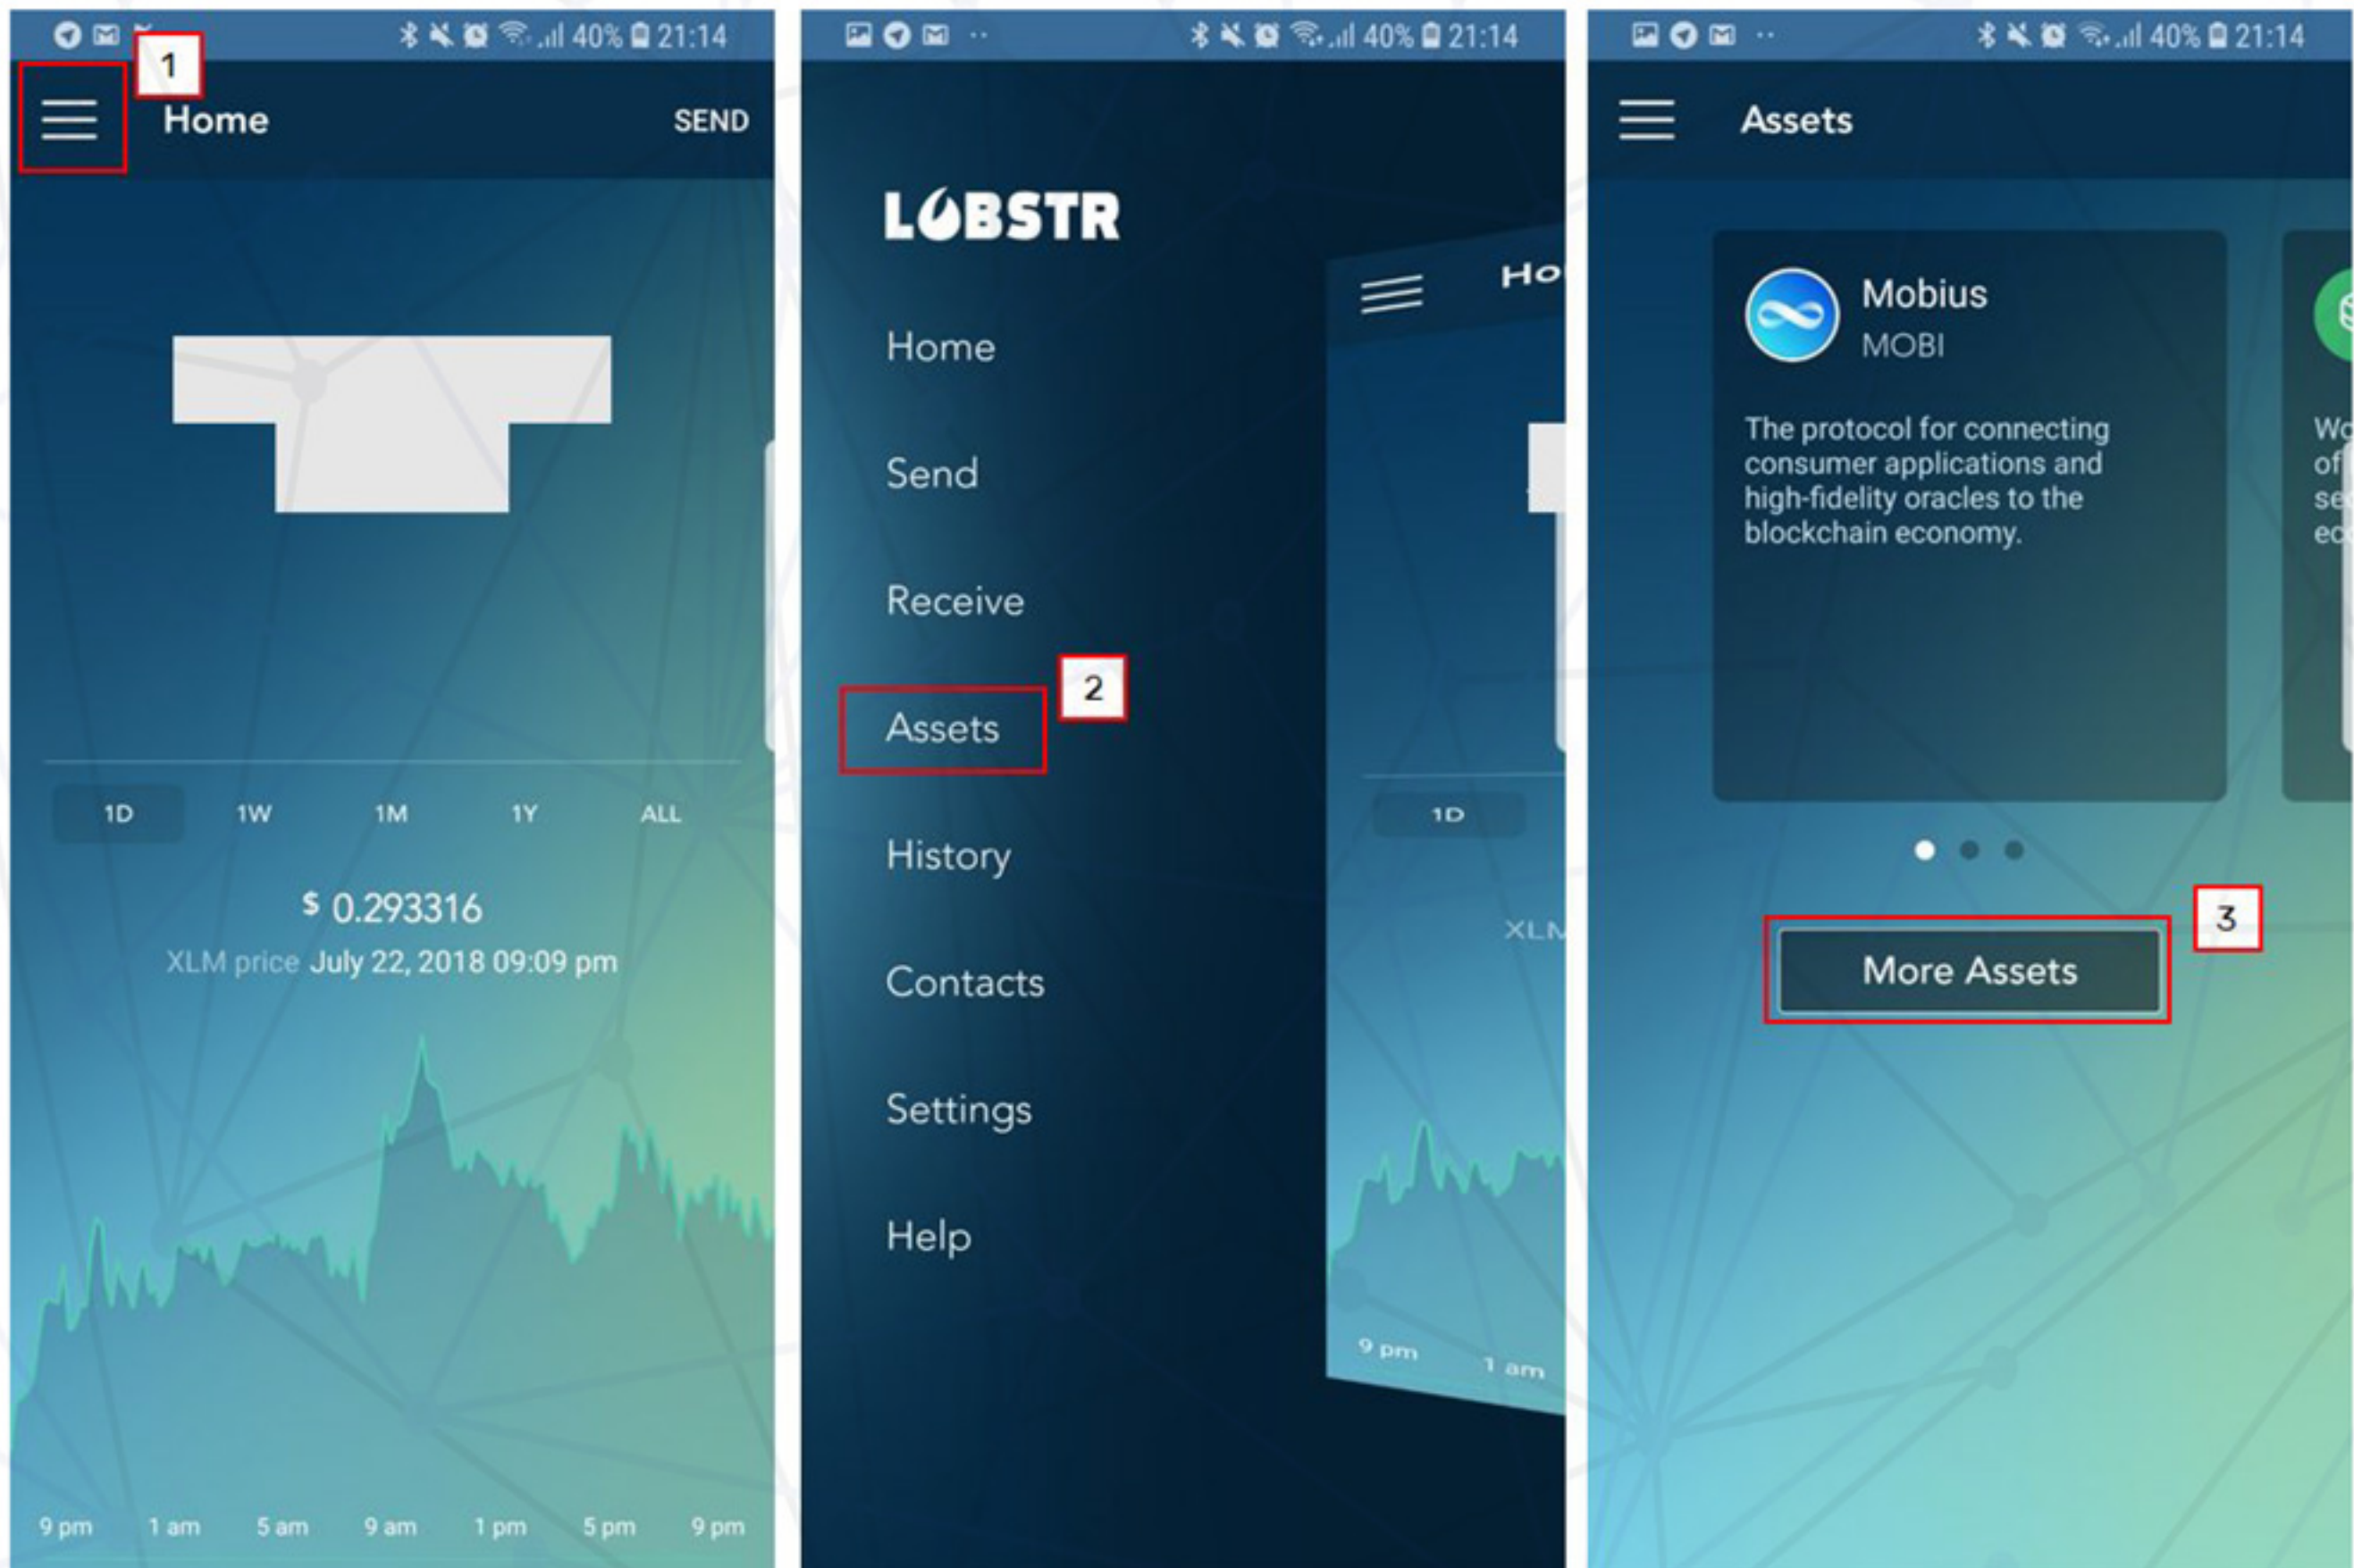 40% 21:14
1
Home
SEND
1D 1W 1M 1Y ALL
$ 0.293316
XLM price July 22, 2018 09:09 pm
9 pm 1 am 5 am 9 am 1 pm 5 pm 9 pm
40% 21:14
LOBSTR
Home
Send
Receive
Assets
2
History
Contacts
Settings
Help
1D
9 pm 1 am
40% 21:14
Assets
Mobius
MOBI
The protocol for connecting
consumer applications and
high-fidelity oracles to the
blockchain economy.
3
More Assets